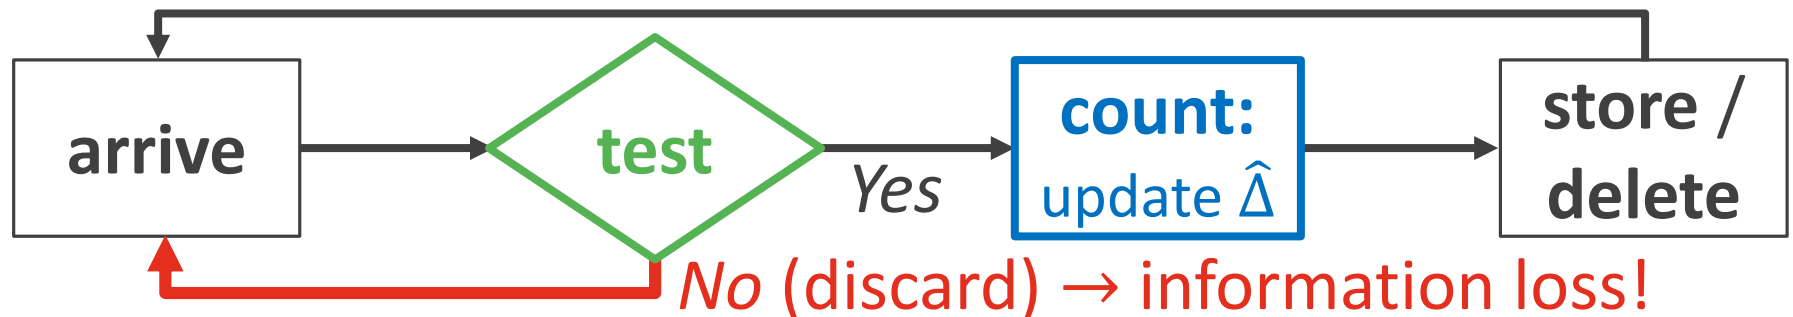 arrive
test
Yes
count:
update Δ̂
store /
delete
No (discard) → information loss!